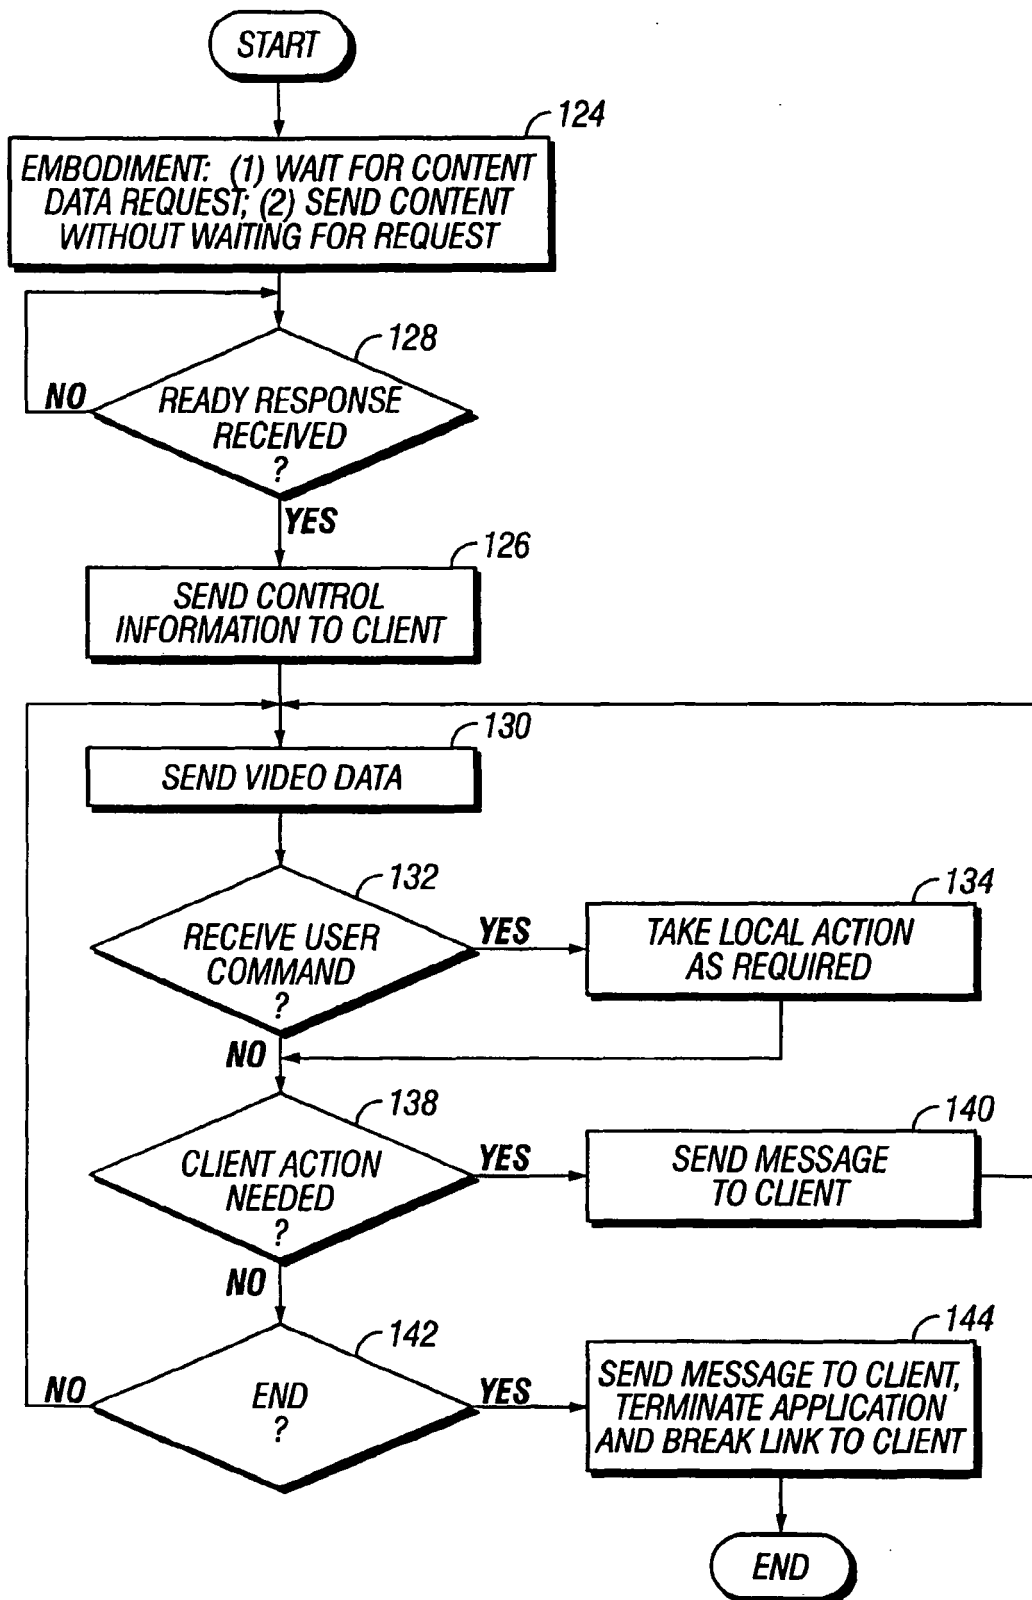 START
124
EMBODIMENT: (1) WAIT FOR CONTENT
DATA REQUEST; (2) SEND CONTENT
WITHOUT WAITING FOR REQUEST
128
NO
READY RESPONSE
RECEIVED
?
YES
126
SEND CONTROL
INFORMATION TO CLIENT
130
SEND VIDEO DATA
132
RECEIVE USER
COMMAND
?
YES
134
TAKE LOCAL ACTION
AS REQUIRED
NO
138
CLIENT ACTION
NEEDED
?
YES
140
SEND MESSAGE
TO CLIENT
NO
142
NO
END
?
YES
144
SEND MESSAGE TO CLIENT,
TERMINATE APPLICATION
AND BREAK LINK TO CLIENT
END